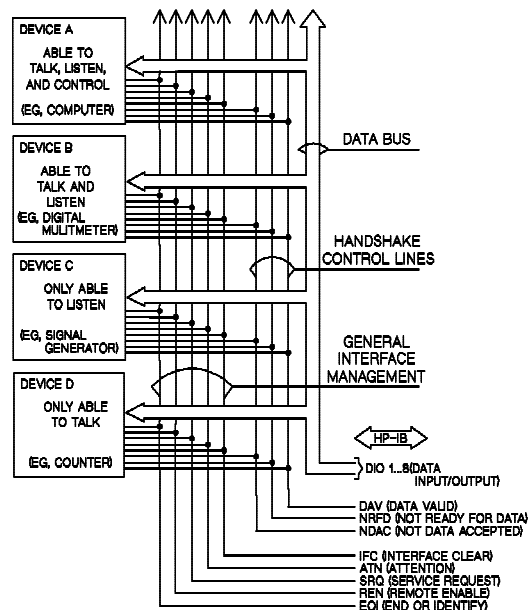 DEVICE A
ABLE TO
TALK, LISTEN,
AND CONTROL
(EG, COMPUTER)
DATA BUS
DEVICE B
ABLE TO
TALK AND
LISTEN
(EG, DIGITAL
MULITMETER)
HANDSHAKE
CONTROL LINES
DEVICE C
ONLY ABLE
TO LISTEN
(EG, SIGNAL
GENERATOR)
GENERAL
INTERFACE
MANAGEMENT
DEVICE D
ONLY ABLE
TO TALK
(EG, COUNTER)
HP-IB
DIO 1...8(DATA
INPUT/OUTPUT)
DAV (DATA VALID)
NRFD (NOT READY FOR DATA)
NDAC (NOT DATA ACCEPTED)
IFC (INTERFACE CLEAR)
ATN (ATTENTION)
SRQ (SERVICE REQUEST)
REN (REMOTE ENABLE)
EOI (END OR IDENTIFY)